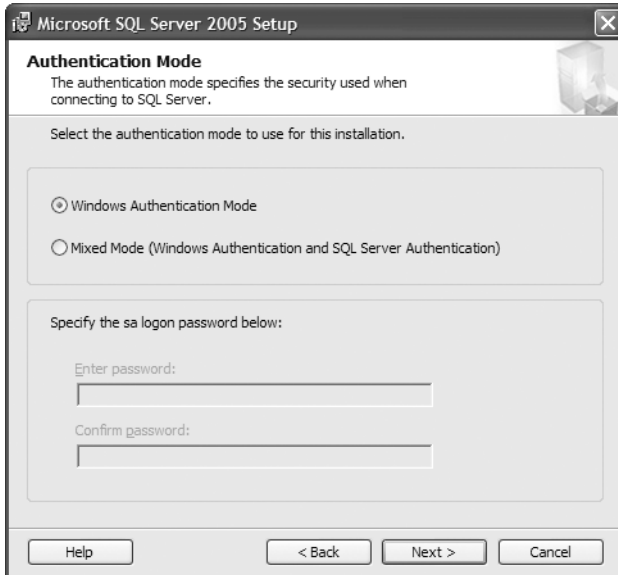 Microsoft SQL Server 2005 Setup
Authentication Mode
The authentication mode specifies the security used when
connecting to SQL Server.
Select the authentication mode to use for this installation.
Windows Authentication Mode
Mixed Mode (Windows Authentication and SQL Server Authentication)
Specify the sa logon password below:
Enter password:
Confirm password:
Help
< Back
Next >
Cancel